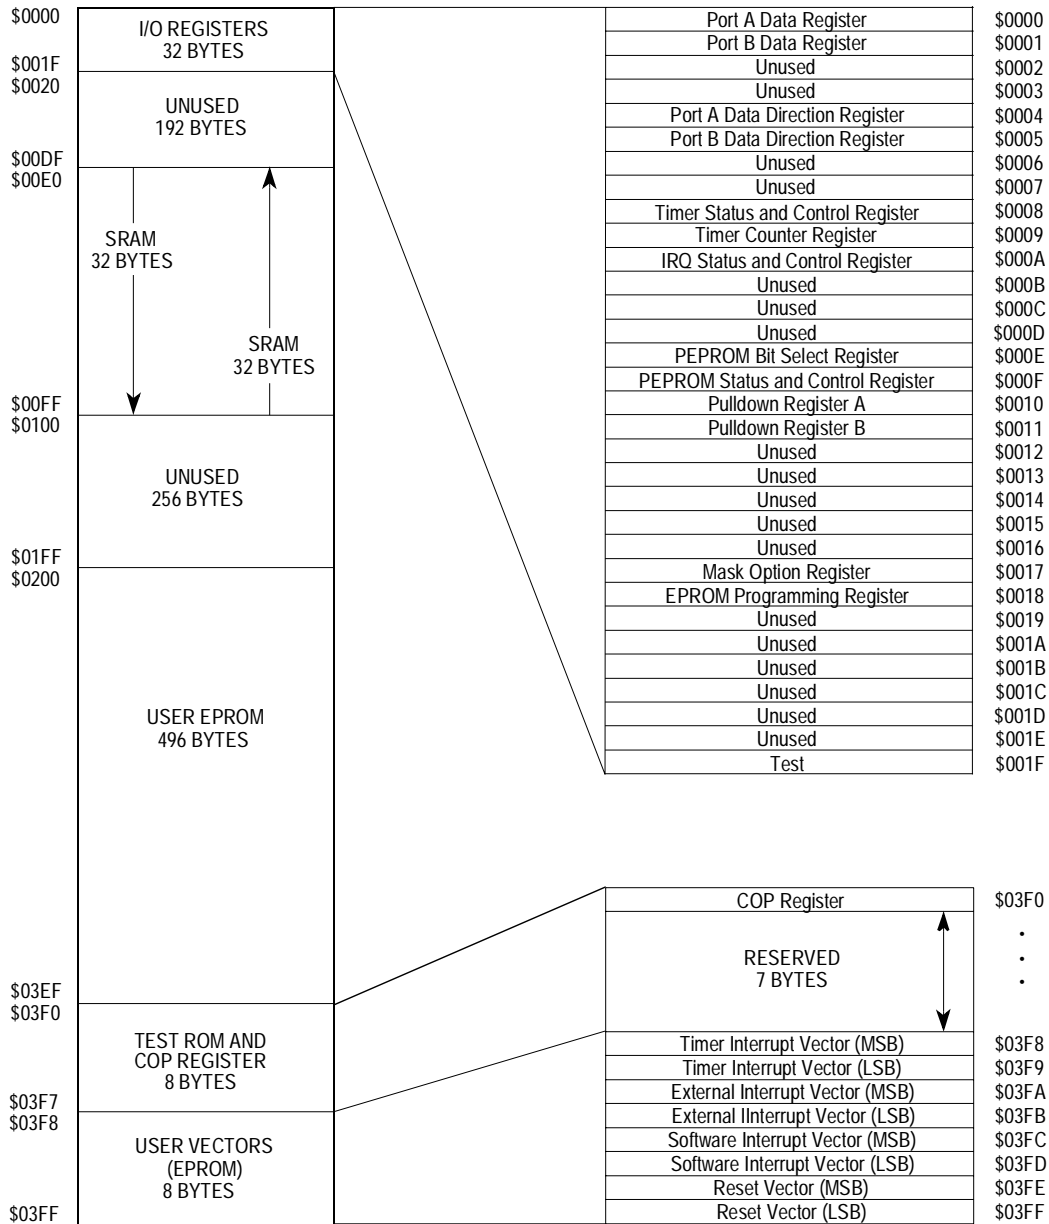 $0000
I/O REGISTERS
32 BYTES
$001F
$0020
UNUSED
192 BYTES
$00DF
$00E0
SRAM
32 BYTES
SRAM
32 BYTES
$00FF
$0100
UNUSED
256 BYTES
$01FF
$0200
USER EPROM
496 BYTES
$03EF
$03F0
TEST ROM AND
COP REGISTER
8 BYTES
$03F7
$03F8
USER VECTORS
(EPROM)
8 BYTES
$03FF
Port A Data Register $0000
Port B Data Register $0001
Unused $0002
Unused $0003
Port A Data Direction Register $0004
Port B Data Direction Register $0005
Unused $0006
Unused $0007
Timer Status and Control Register $0008
Timer Counter Register $0009
IRQ Status and Control Register $000A
Unused $000B
Unused $000C
Unused $000D
PEPROM Bit Select Register $000E
PEPROM Status and Control Register $000F
Pulldown Register A $0010
Pulldown Register B $0011
Unused $0012
Unused $0013
Unused $0014
Unused $0015
Unused $0016
Mask Option Register $0017
EPROM Programming Register $0018
Unused $0019
Unused $001A
Unused $001B
Unused $001C
Unused $001D
Unused $001E
Test $001F
COP Register $03F0
RESERVED
7 BYTES
Timer Interrupt Vector (MSB) $03F8
Timer Interrupt Vector (LSB) $03F9
External Interrupt Vector (MSB) $03FA
External IInterrupt Vector (LSB) $03FB
Software Interrupt Vector (MSB) $03FC
Software Interrupt Vector (LSB) $03FD
Reset Vector (MSB) $03FE
Reset Vector (LSB) $03FF